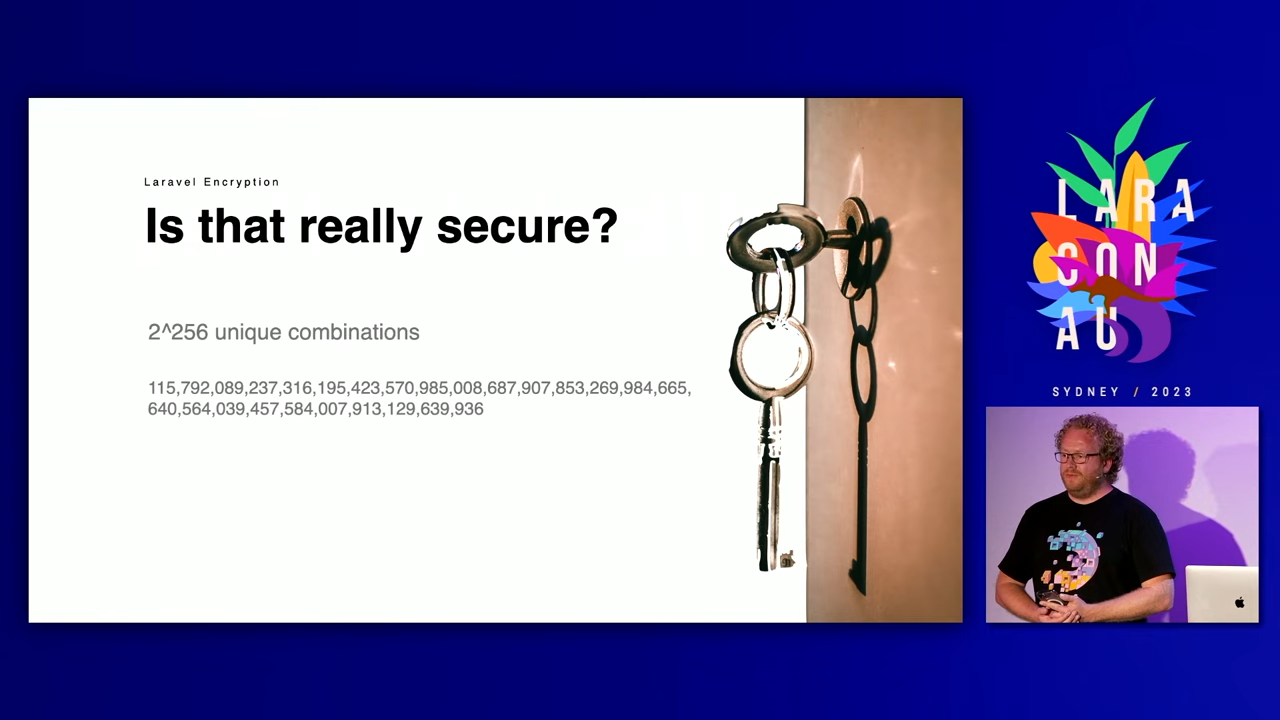 Laravel Encryption
Is that really secure?
2^256 unique combinations
115,792,089,237,316,195,423,570,985,008,687,907,853,269,984,665,
640,564,039,457,584,007,913,129,639,936
LARA
CON
AU
SYDNEY / 2023